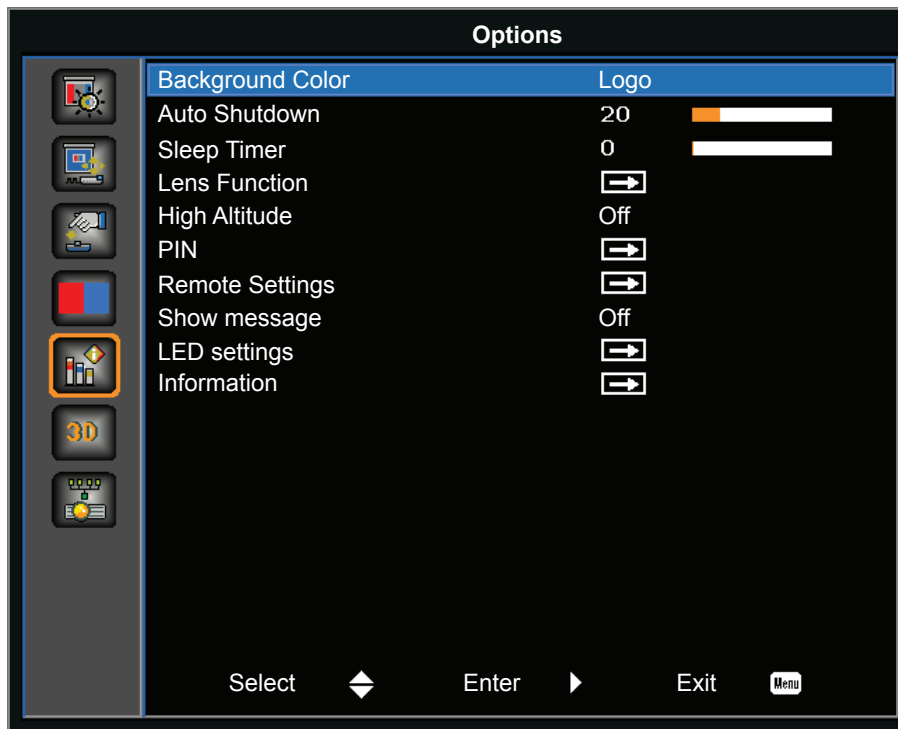 Options
Background Color Logo
Auto Shutdown 20
Sleep Timer 0
Lens Function
High Altitude Off
PIN
Remote Settings
Show message Off
LED settings
Information
3D
Select Enter Exit Menu